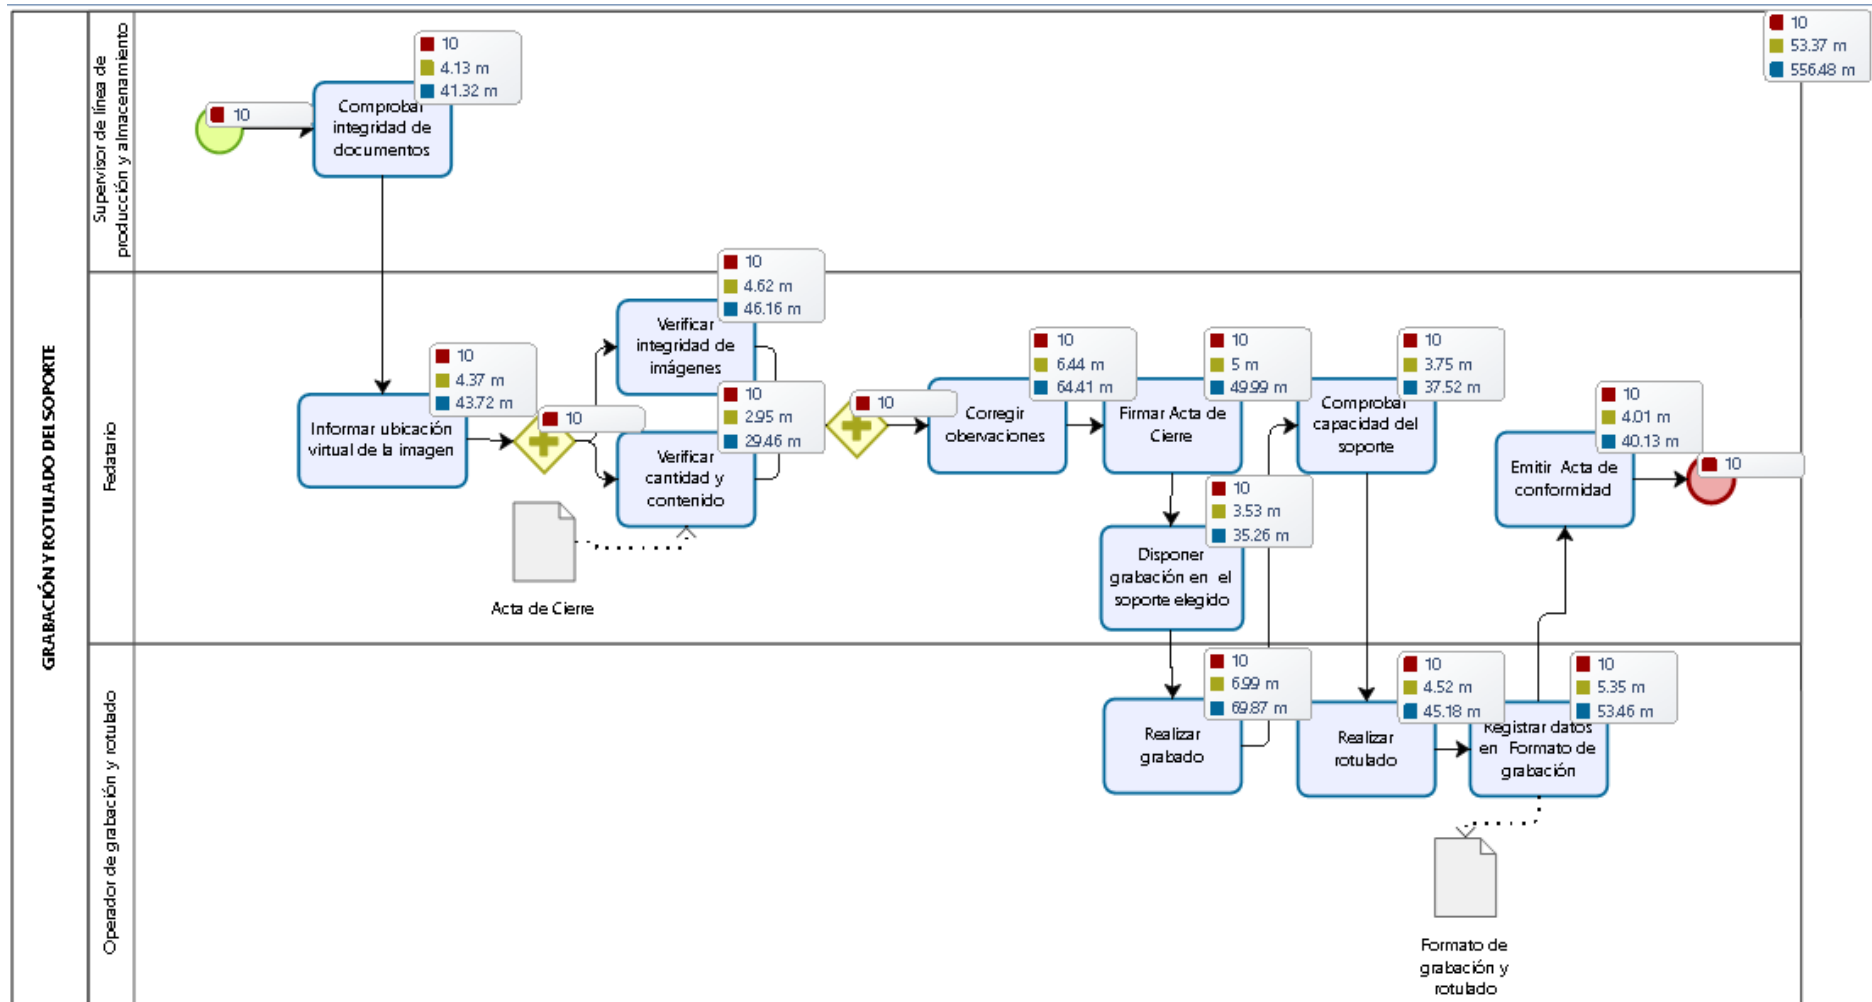 GRABACIÓN Y ROTULADO DEL SOPORTE
Supervisor de línea de
producción y almacenamiento
10
53.37 m
556.48 m
10
10
4.13 m
41.32 m
Comprobar
integridad de
documentos
Fedatario
10
4.37 m
43.72 m
Informar ubicación
virtual de la imagen
10
10
4.62 m
46.16 m
Verificar
integridad de
imágenes
10
2.95 m
29.46 m
Verificar
cantidad y
contenido
Acta de Cierre
10
10
6.44 m
64.41 m
Corregir
obervaciones
10
5 m
49.99 m
Firmar Acta de
Cierre
10
3.75 m
37.52 m
Comprobar
capacidad del
soporte
10
3.53 m
35.26 m
Disponer
grabación en el
soporte elegido
10
4.01 m
40.13 m
Emitir Acta de
conformidad
10
Operador de grabación y rotulado
10
6.99 m
69.87 m
Realizar
grabado
10
4.52 m
45.18 m
Realizar
rotulado
10
5.35 m
53.46 m
Registrar datos
en Formato de
grabación
Formato de
grabación y
rotulado